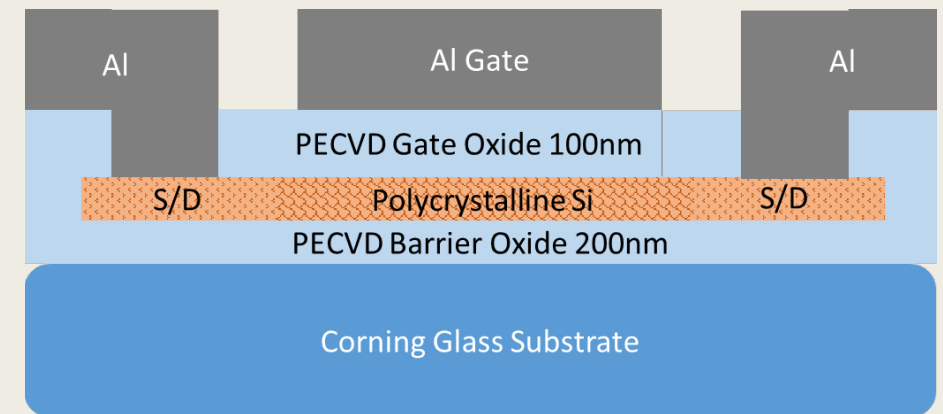 Al
Al Gate
Al
PECVD Gate Oxide 100nm
S/D
Polycrystalline Si
S/D
PECVD Barrier Oxide 200nm
Corning Glass Substrate